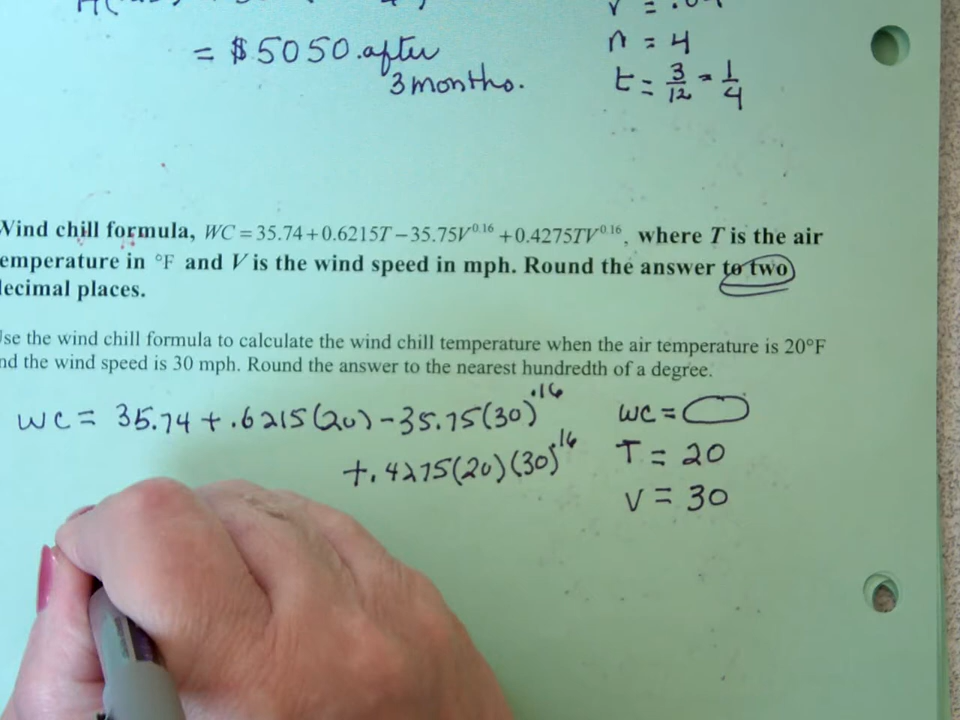 = $5050. after
3 months.
n = 4
t = 3/12 = 1/4
Wind chill formula, WC = 35.74 + 0.6215T − 35.75V^0.16 + 0.4275TV^0.16, where T is the air
temperature in °F and V is the wind speed in mph. Round the answer to two
decimal places.
Use the wind chill formula to calculate the wind chill temperature when the air temperature is 20°F
and the wind speed is 30 mph. Round the answer to the nearest hundredth of a degree.
WC = 35.74 + .6215(20) − 35.75(30)^.16
+ .4275(20)(30)^.16
WC =
T = 20
V = 30